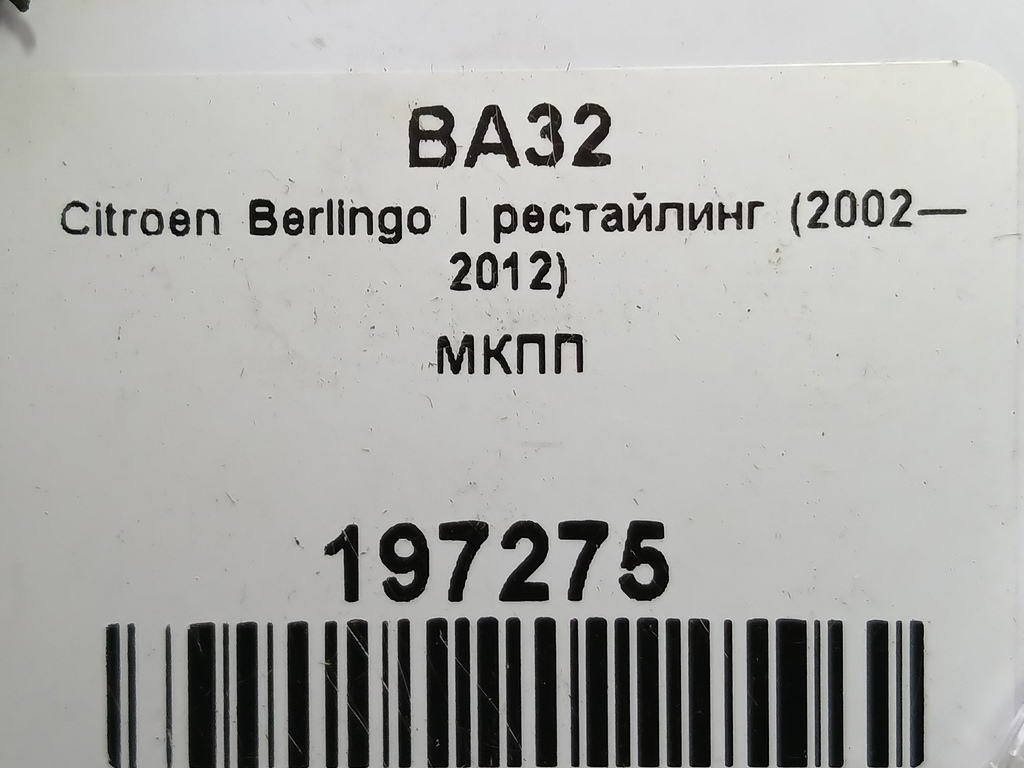 BA32
Citroen Berlingo I рестайлинг (2002—
2012)
МКПП
197275